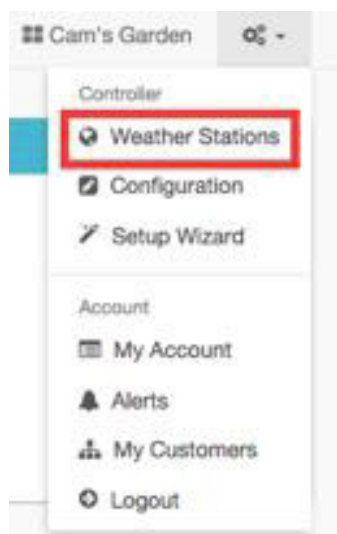 Cam's Garden
Controller
Weather Stations
Configuration
Setup Wizard
Account
My Account
Alerts
My Customers
Logout